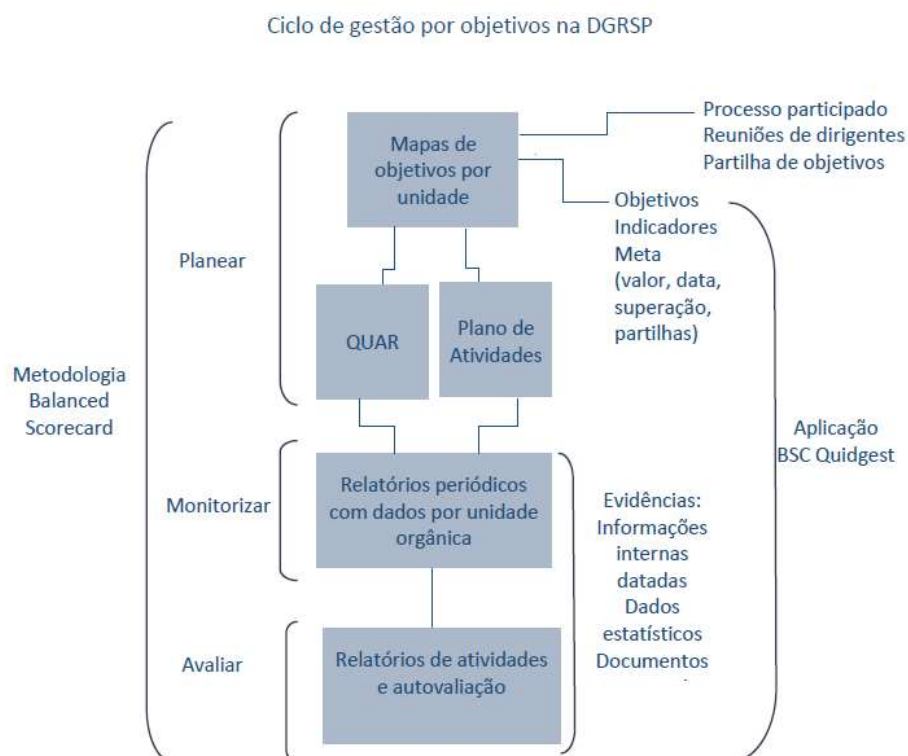 Ciclo de gestão por objetivos na DGRSP
Processo participado
Reuniões de dirigentes
Partilha de objetivos
Mapas de
objetivos por
unidade
Objetivos
Indicadores
Meta
(valor, data,
superação,
partilhas)
Planear
QUAR
Plano de
Atividades
Metodologia
Balanced
Scorecard
Aplicação
BSC Quidgest
Monitorizar
Relatórios periódicos
com dados por unidade
orgânica
Evidências:
Informações
internas
datadas
Dados
estatísticos
Documentos
Avaliar
Relatórios de atividades
e autovaliação